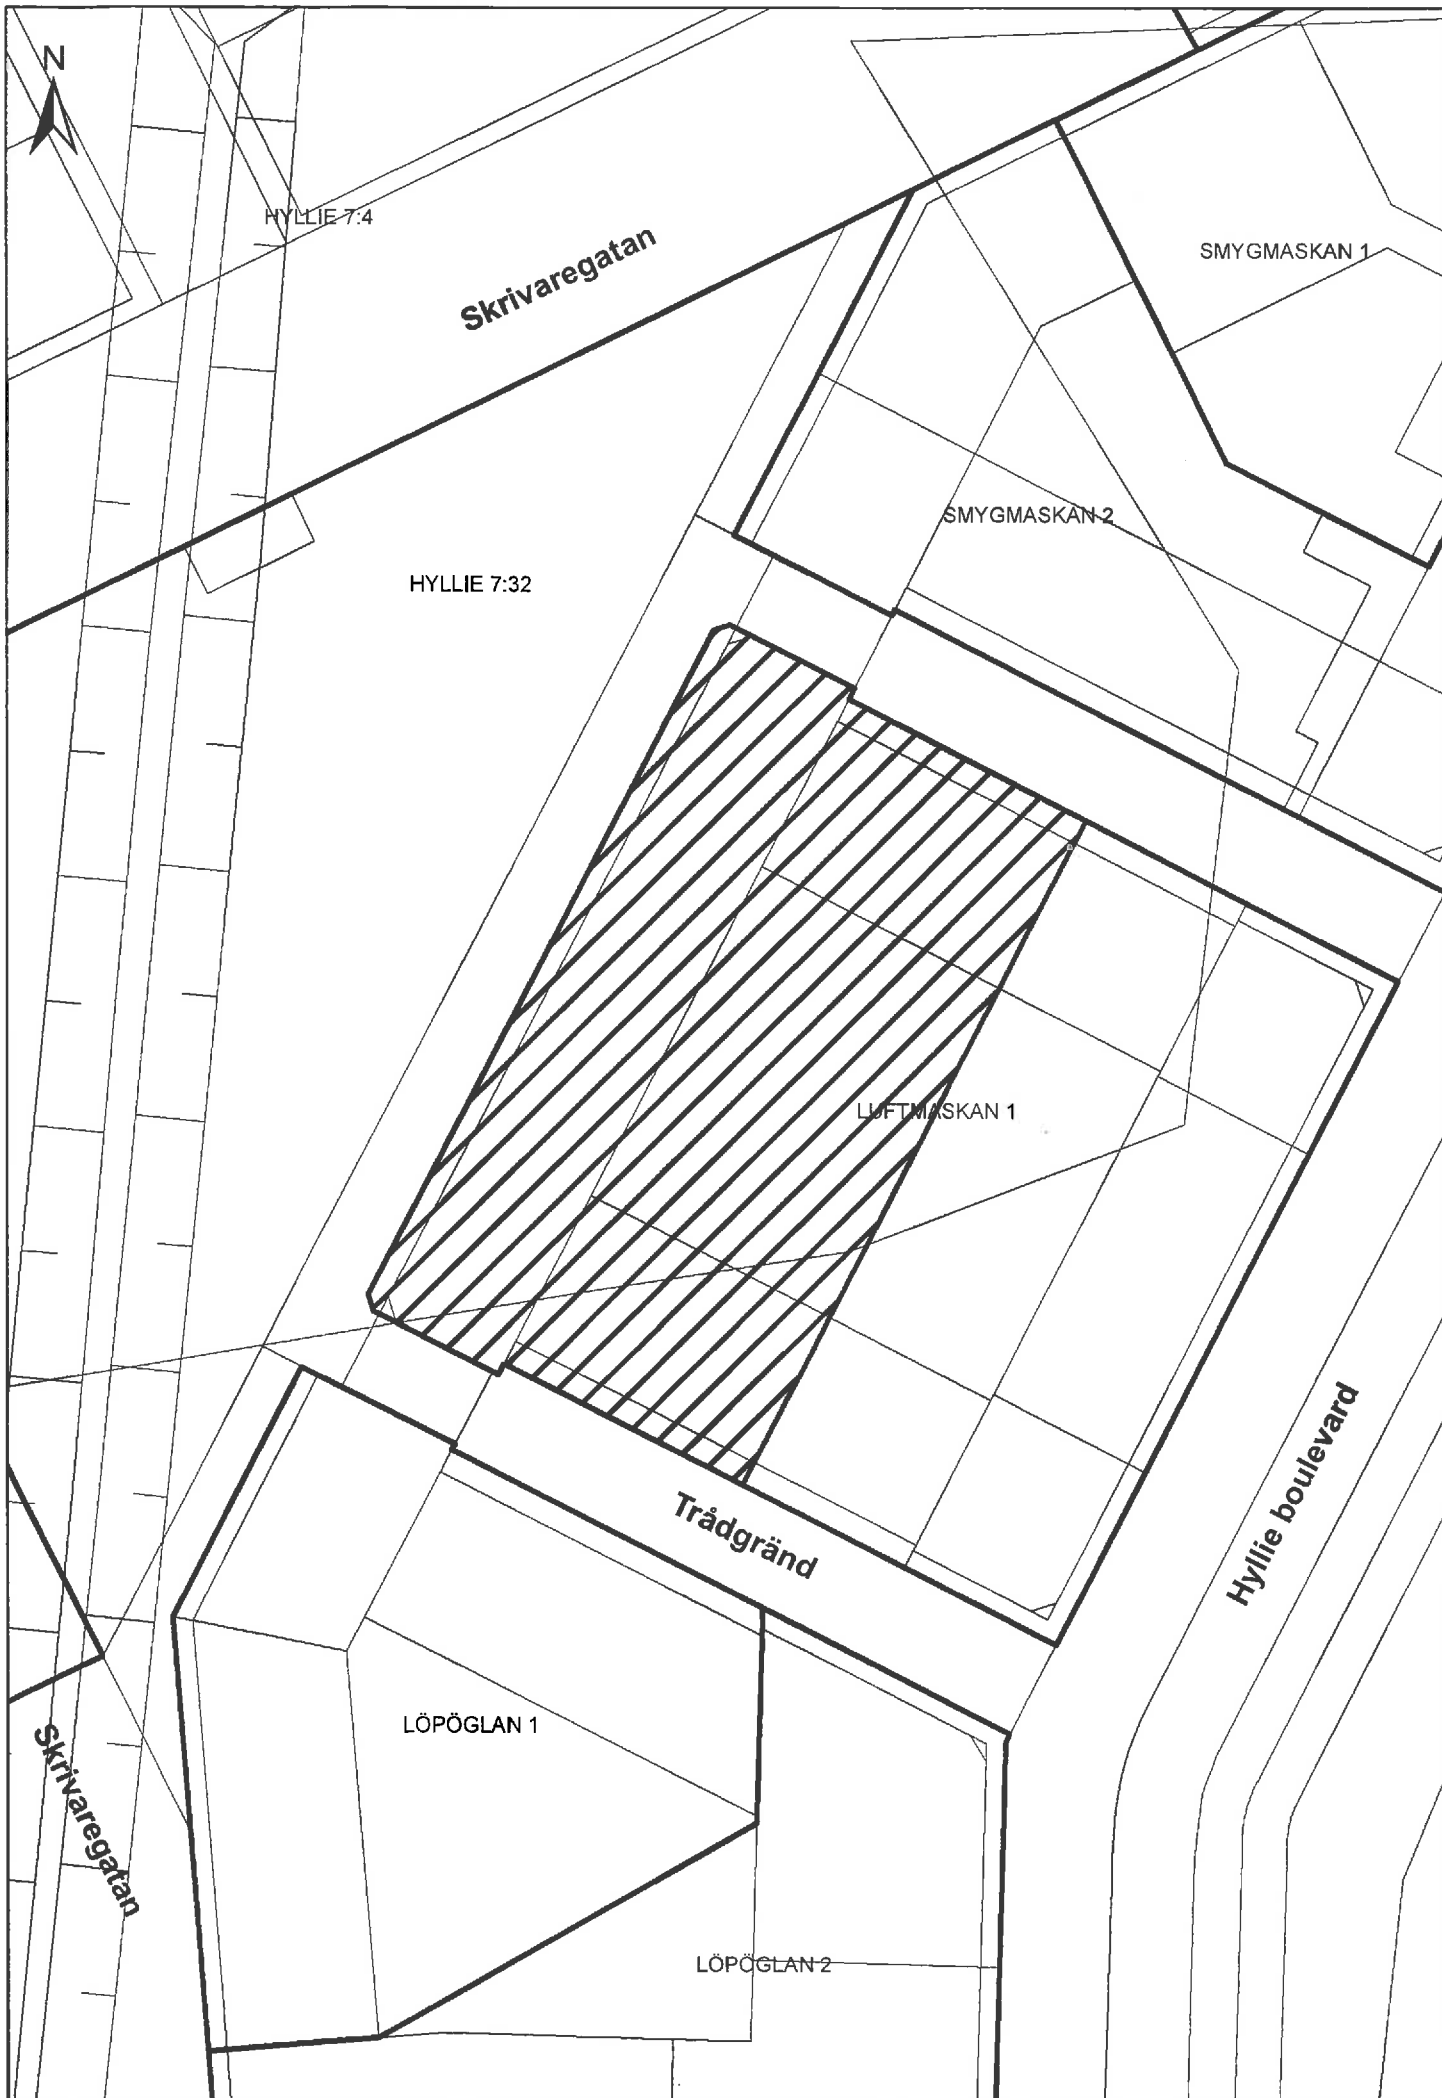 N
HYLLIE 7:4
Skrivaregatan
SMYGMASKAN 1
SMYGMASKAN 2
HYLLIE 7:32
LUFTMASKAN 1
Hyllie boulevard
Trådgränd
LÖPÖGLAN 1
Skrivaregatan
LÖPÖGLAN 2